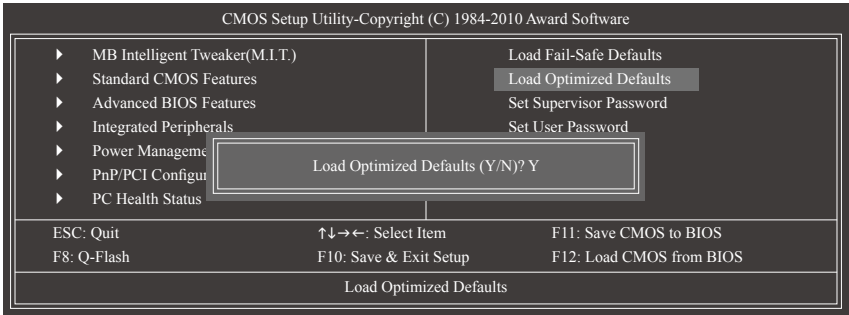 CMOS Setup Utility-Copyright (C) 1984-2010 Award Software
MB Intelligent Tweaker(M.I.T.)
Standard CMOS Features
Advanced BIOS Features
Integrated Peripherals
Power Manageme
PnP/PCI Configur
PC Health Status
Load Fail-Safe Defaults
Load Optimized Defaults
Set Supervisor Password
Set User Password
Load Optimized Defaults (Y/N)? Y
ESC: Quit ↑↓→←: Select Item F11: Save CMOS to BIOS
F8: Q-Flash F10: Save & Exit Setup F12: Load CMOS from BIOS
Load Optimized Defaults